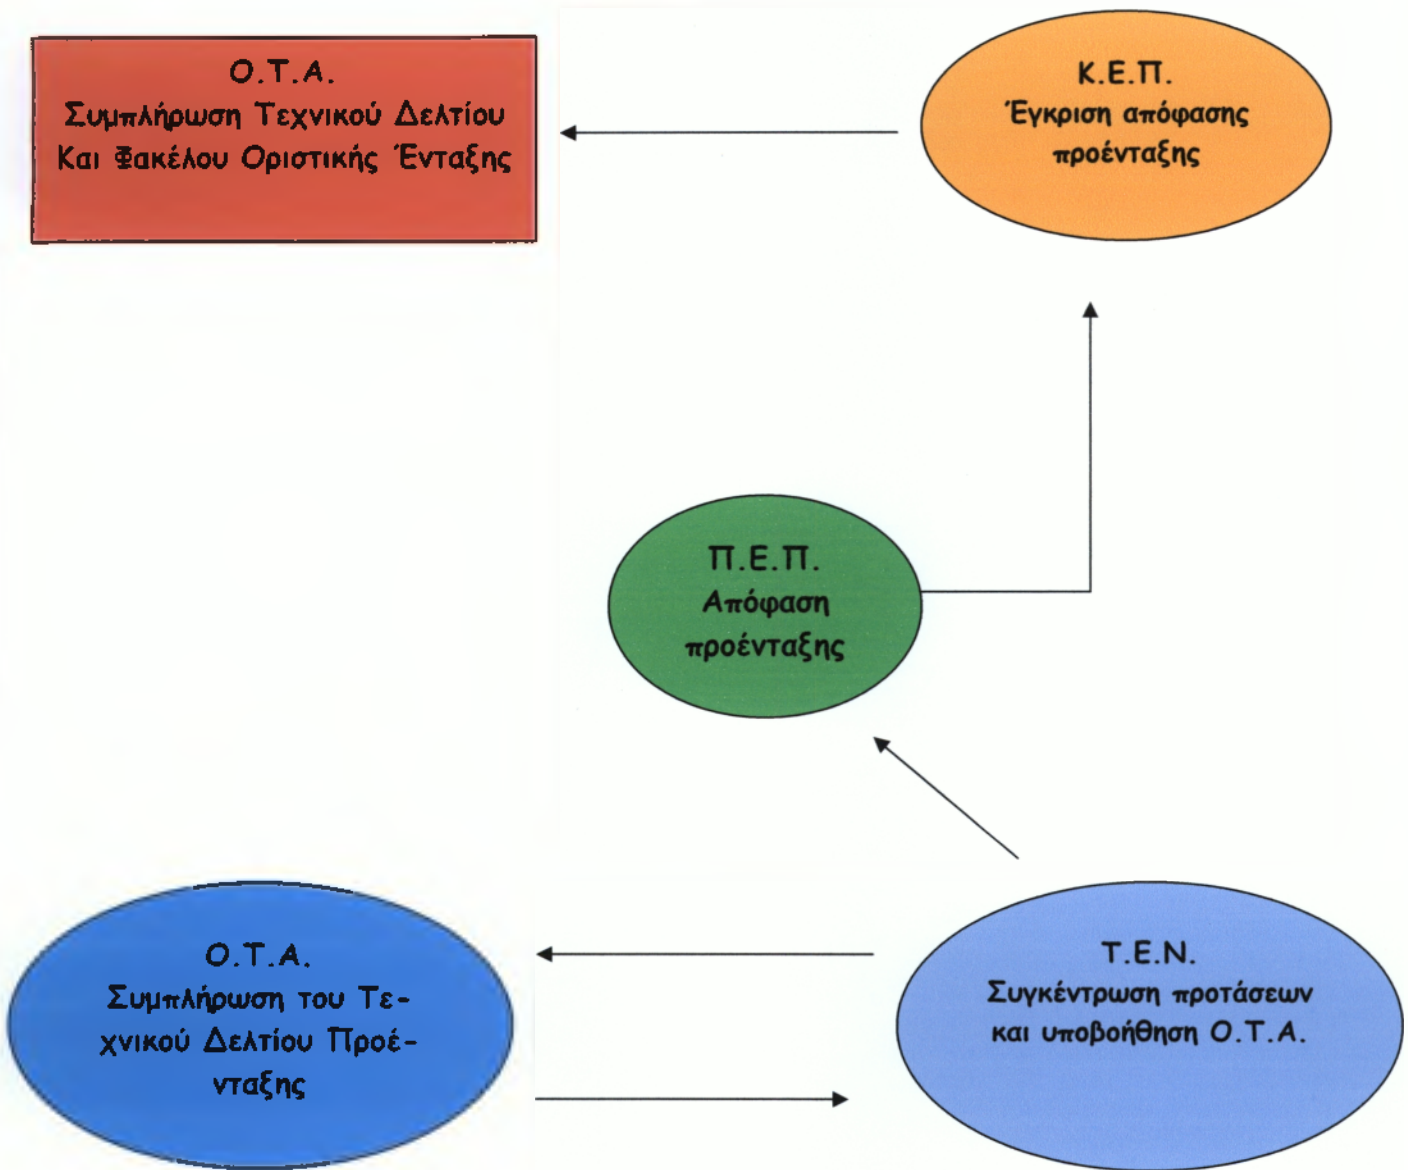 Ο.Τ.Α.
Συμπλήρωση Τεχνικού Δελτίου
Και Φακέλου Οριστικής Ένταξης
Κ.Ε.Π.
Έγκριση απόφασης
προένταξης
Π.Ε.Π.
Απόφαση
προένταξης
Ο.Τ.Α.
Συμπλήρωση του Τε-
χνικού Δελτίου Προέ-
νταξης
Τ.Ε.Ν.
Συγκέντρωση προτάσεων
και υποβοήθηση Ο.Τ.Α.